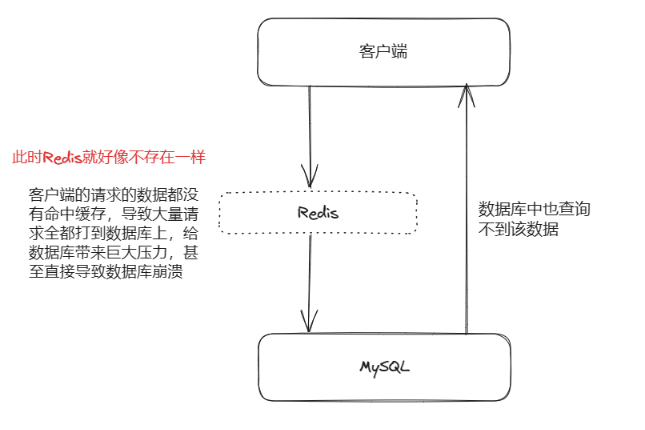 客户端
此时Redis就好像不存在一样
客户端的请求的数据都没
有命中缓存，导致大量请
求全都打到数据库上，给
数据库带来巨大压力，甚
至直接导致数据库崩溃
Redis
数据库中也查询
不到该数据
MySQL